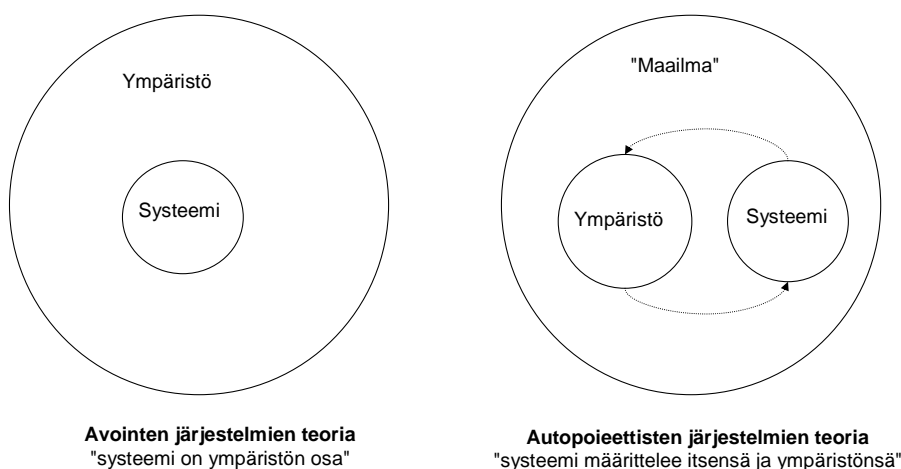 Ympäristö
Systeemi
Avointen järjestelmien teoria
"systeemi on ympäristön osa"
"Maailma"
Ympäristö
Systeemi
Autopoieettisten järjestelmien teoria
"systeemi määrittelee itsensä ja ympäristönsä"